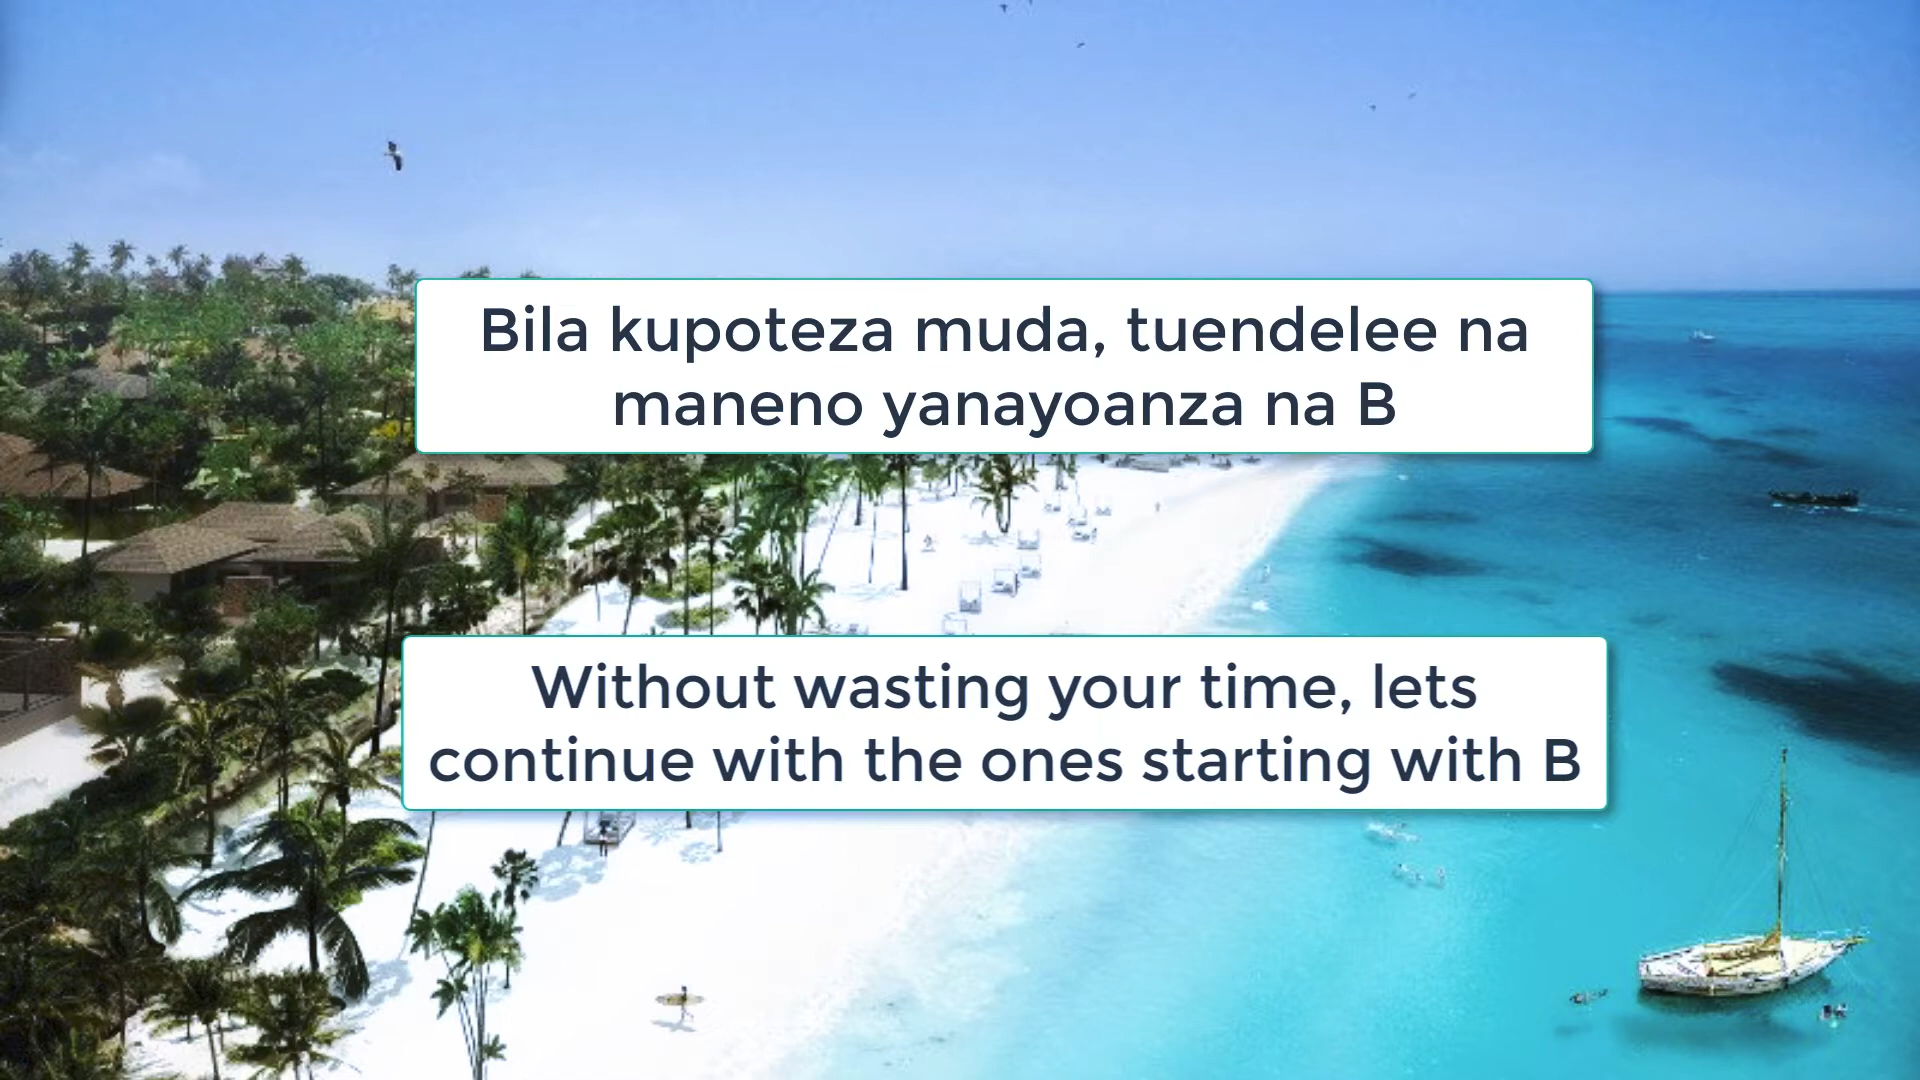 Bila kupoteza muda, tuendelee na
maneno yanayoanza na B
Without wasting your time, lets
continue with the ones starting with B